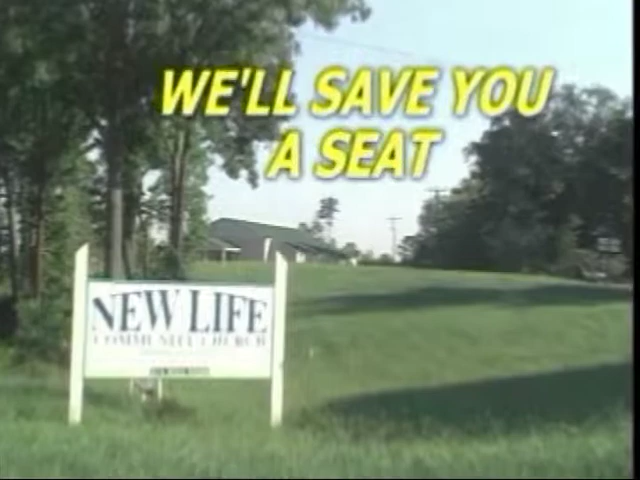 WE'LL SAVE YOU
A SEAT
NEW LIFE
COMMUNITY CHURCH